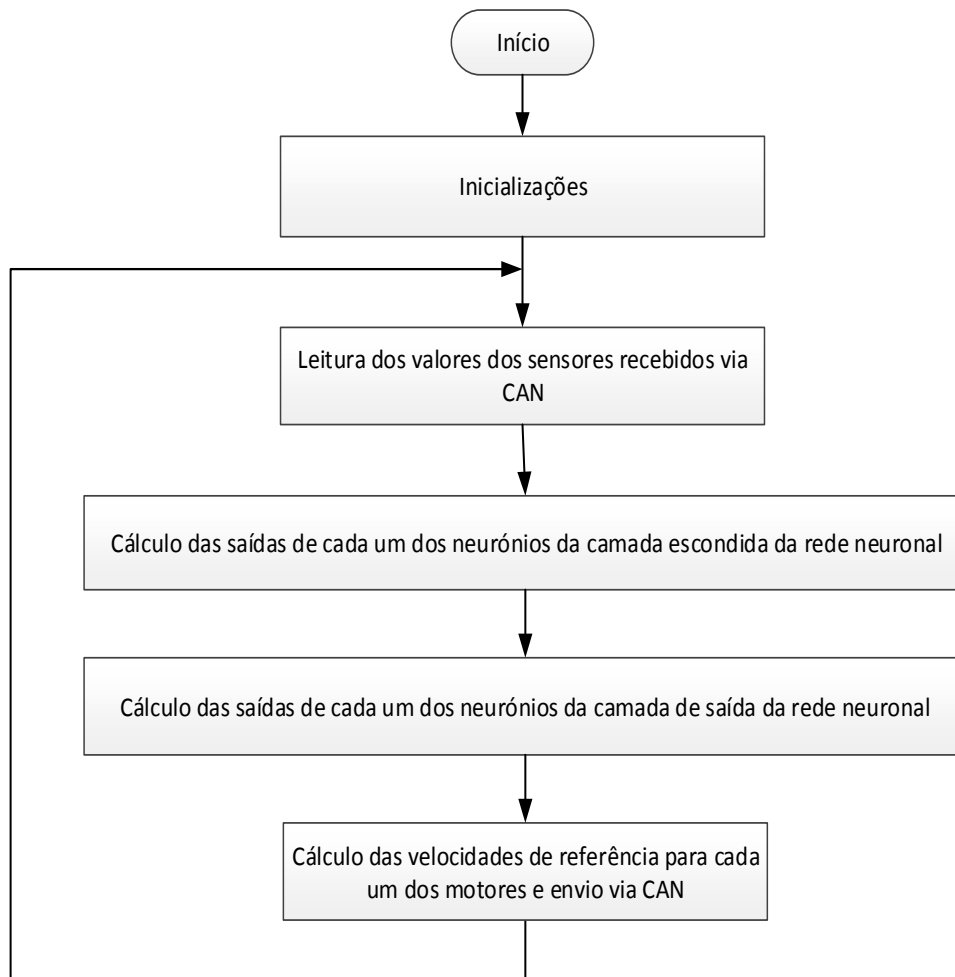 Início
Inicializações
Leitura dos valores dos sensores recebidos via
CAN
Cálculo das saídas de cada um dos neurónios da camada escondida da rede neuronal
Cálculo das saídas de cada um dos neurónios da camada de saída da rede neuronal
Cálculo das velocidades de referência para cada
um dos motores e envio via CAN